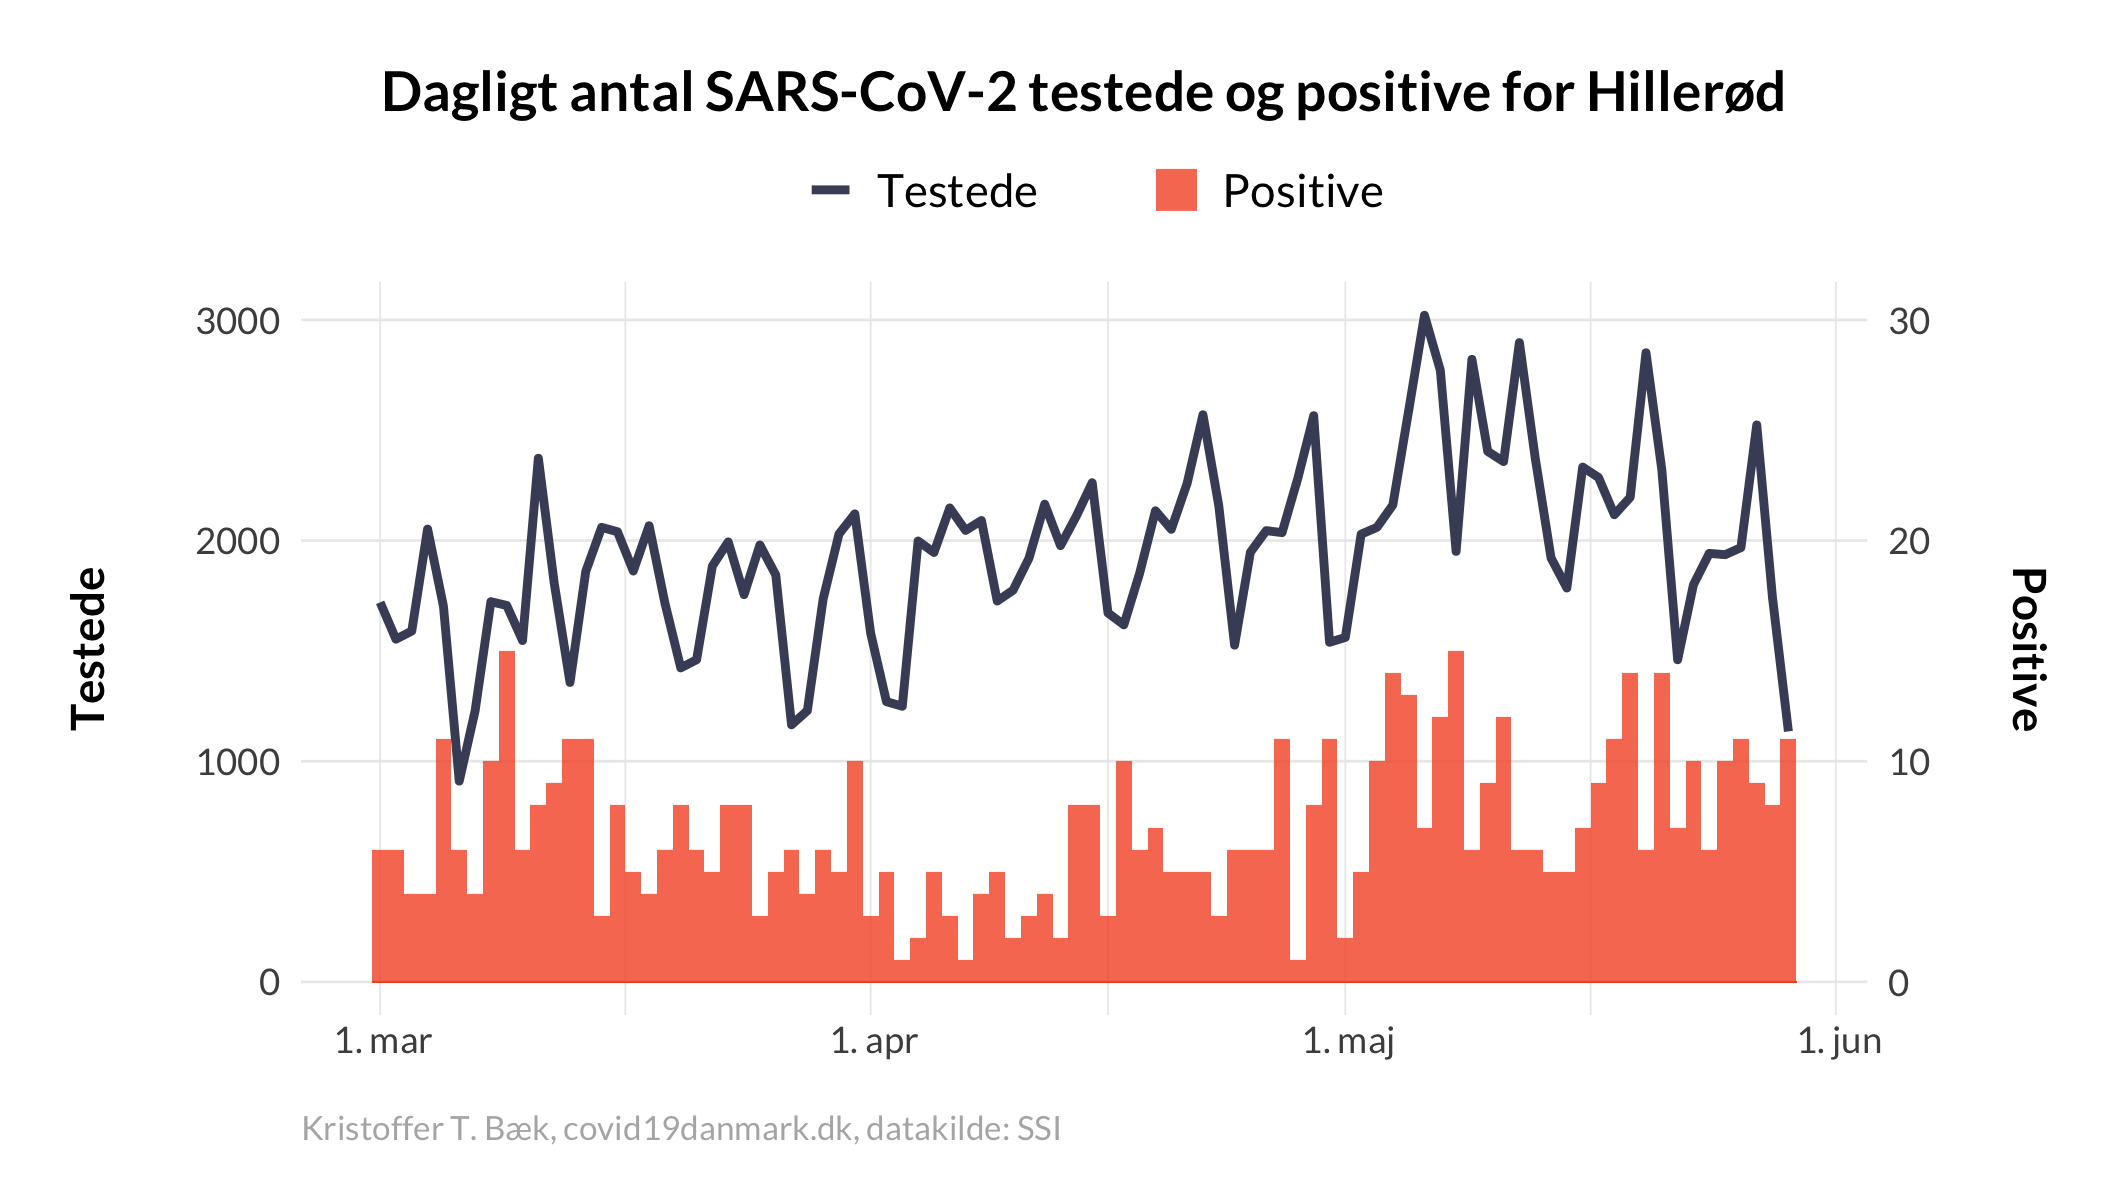 Dagligt antal SARS-CoV-2 testede og positive for Hillerød
Testede
Positive
3000
2000
1000
0
Testede
30
20
10
0
Positive
1. mar
1. apr
1. maj
1. jun
Kristoffer T. Bæk, covid19danmark.dk, datakilde: SSI